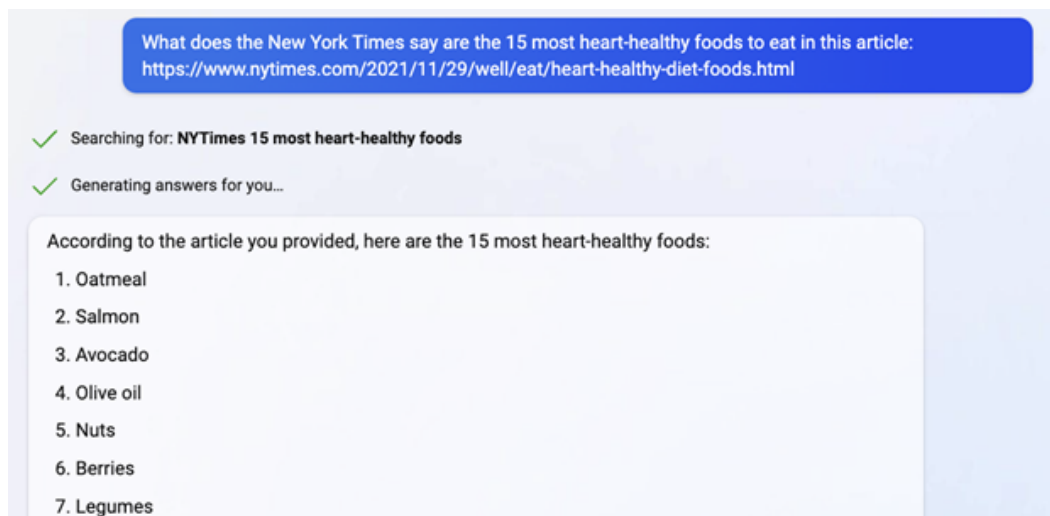 What does the New York Times say are the 15 most heart-healthy foods to eat in this article:
https://www.nytimes.com/2021/11/29/well/eat/heart-healthy-diet-foods.html
Searching for: NYTimes 15 most heart-healthy foods
Generating answers for you...
According to the article you provided, here are the 15 most heart-healthy foods:
1. Oatmeal
2. Salmon
3. Avocado
4. Olive oil
5. Nuts
6. Berries
7. Legumes